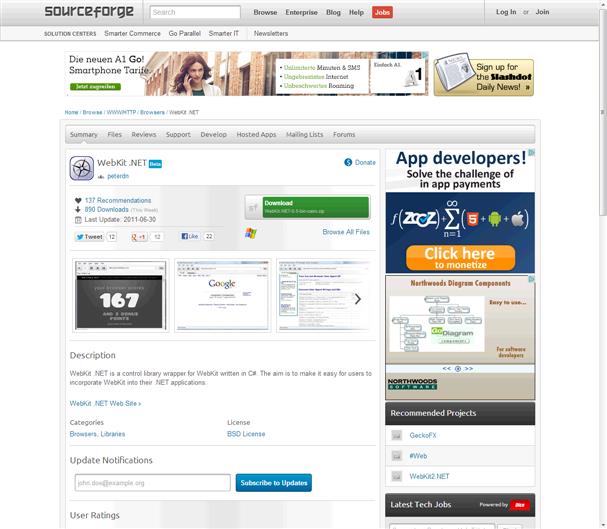 sourceforge
Search
Browse Enterprise Blog Help Jobs
Log In or Join
SOLUTION CENTERS Smarter Commerce Go Parallel Smarter IT Newsletters
Die neuen A1 Go!
Smartphone Tarife.
Jetzt zugreifen
Unlimitierte Minuten & SMS
Unbegrenztes Internet
Unbeschwertes Roaming
Einfach A1.
A1
Sign up for
the Slashdot
Daily News! »
Home / Browse / WWW/HTTP / Browsers / WebKit .NET
Summary Files Reviews Support Develop Hosted Apps Mailing Lists Forums
WebKit .NET Beta
peterdn
Donate
137 Recommendations
890 Downloads (This Week)
Last Update: 2011-06-30
Download
Tweet 12 +1 12 Like 22
Browse All Files
167
Google
Description
WebKit .NET is a control library wrapper for WebKit written in C#. The aim is to make it easy for users to
incorporate WebKit into their .NET applications.
WebKit .NET Web Site ›
Categories
Browsers, Libraries
License
BSD License
Update Notifications
john.doe@example.org
Subscribe to Updates
User Ratings
App developers!
Solve the challenge of
in app payments
Click here
to monetize
Northwoods Diagram Components
Easy to use...
GoDiagram
For software
developers
NORTHWOODS
SOFTWARE
Recommended Projects
GeckoFX
#Web
WebKit2.NET
Latest Tech Jobs
Powered by Dice